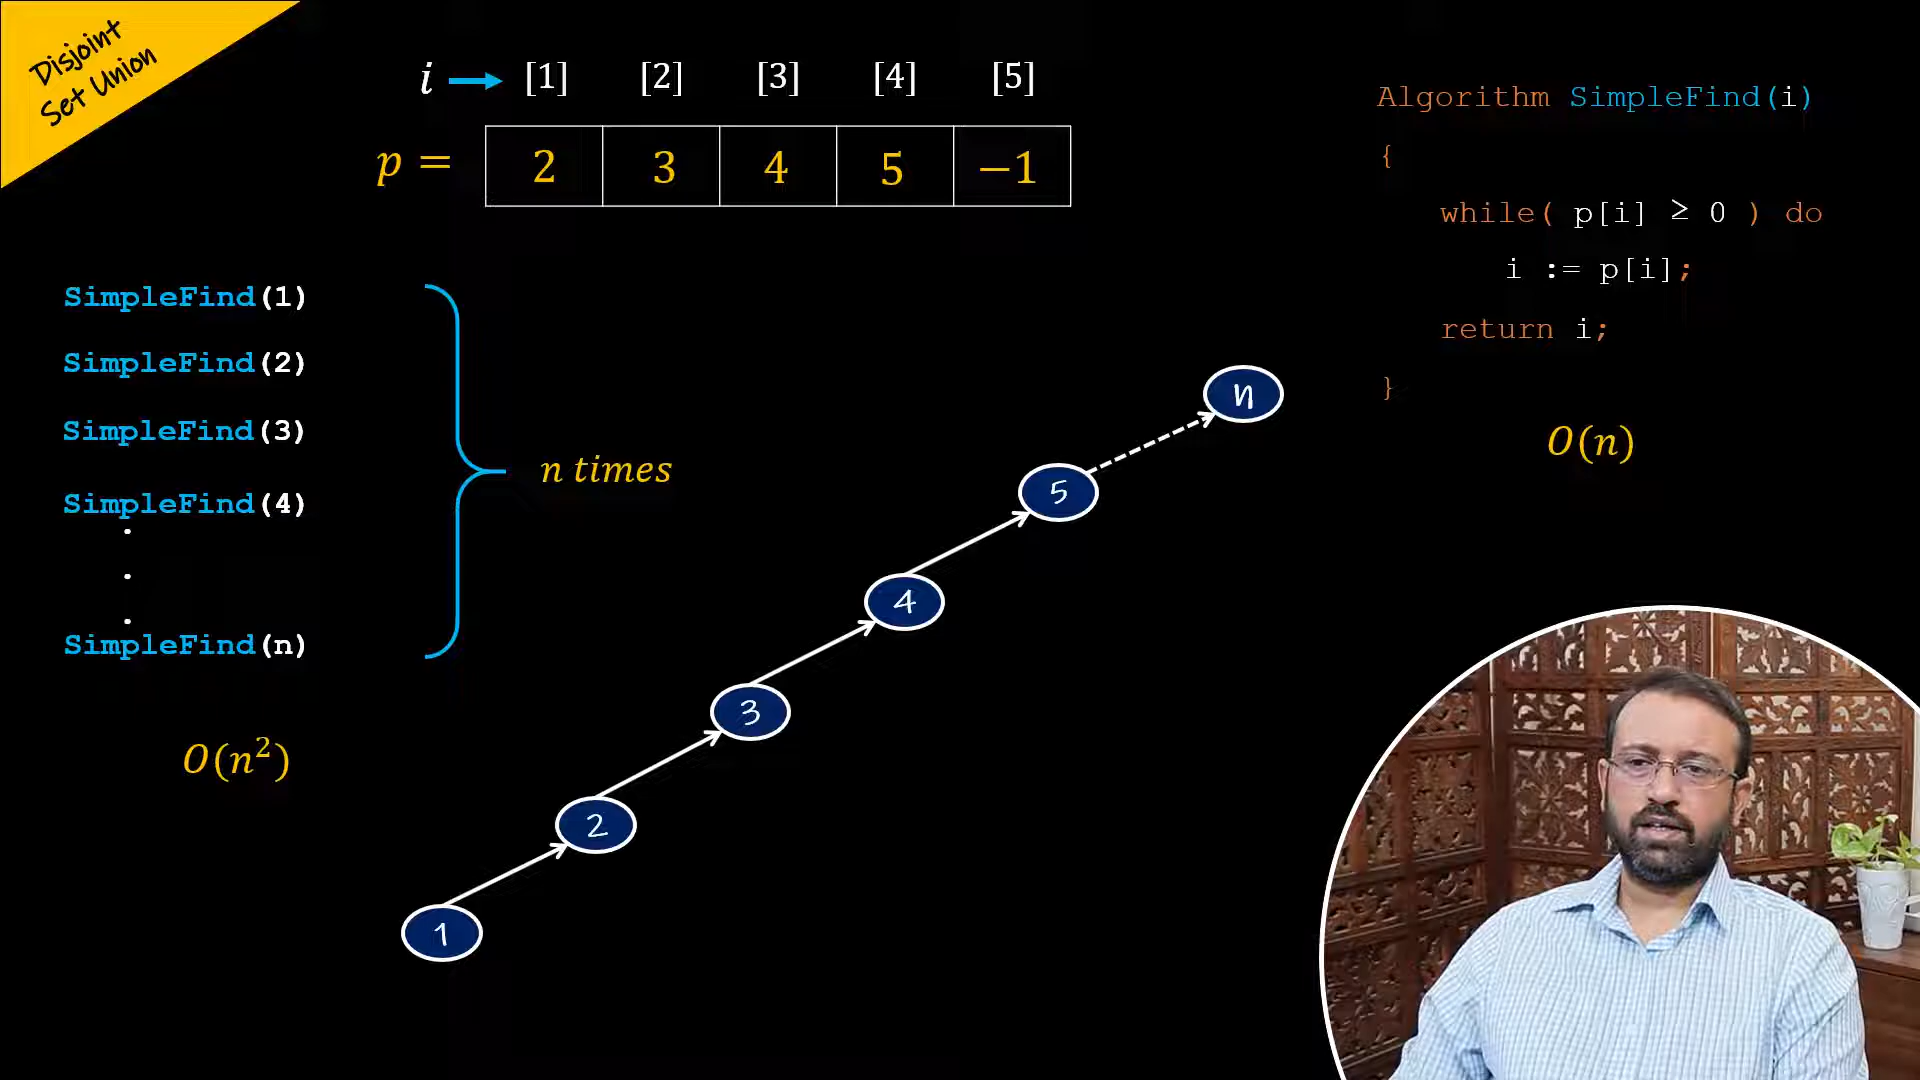 Disjoint
Set Union
i [1] [2] [3] [4] [5]
p = 2 3 4 5 −1
Algorithm SimpleFind(i)
{
while( p[i] ≥ 0 ) do
i := p[i];
return i;
}
O(n)
SimpleFind(1)
SimpleFind(2)
SimpleFind(3)
SimpleFind(4)
.
.
.
SimpleFind(n)
n times
O(n²)
n
5
4
3
2
1